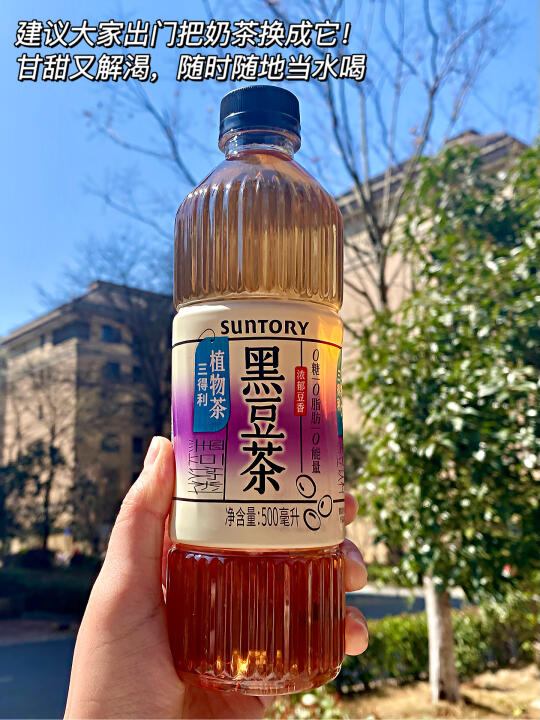 建议大家出门把奶茶换成它！
甘甜又解渴，随时随地当水喝
SUNTORY
植物茶
三得利
黑豆茶
浓郁豆香
0糖
0脂肪
0能量
净含量:500毫升